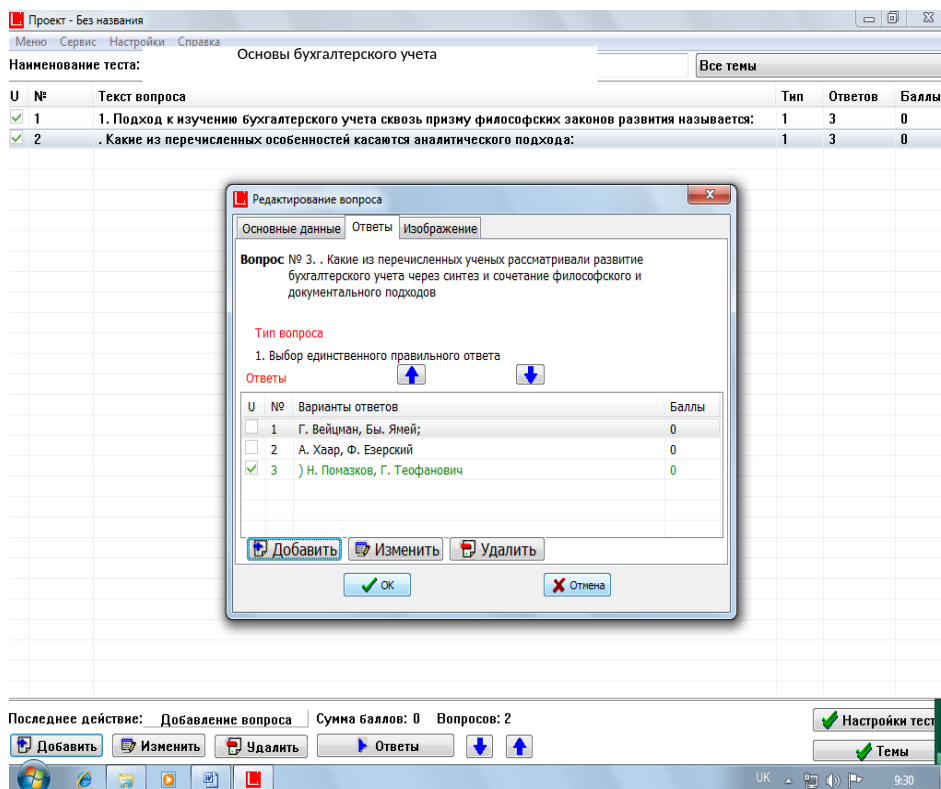 Проект - Без названия
Меню Сервис Настройки Справка
Наименование теста: Основы бухгалтерского учета Все темы
U № Текст вопроса Тип Ответов Баллы
1 1. Подход к изучению бухгалтерского учета сквозь призму философских законов развития называется: 1 3 0
2 . Какие из перечисленных особенностей касаются аналитического подхода: 1 3 0
Редактирование вопроса
Основные данные Ответы Изображение
Вопрос № 3. . Какие из перечисленных ученых рассматривали развитие
бухгалтерского учета через синтез и сочетание философского и
документального подходов
Тип вопроса
1. Выбор единственного правильного ответа
Ответы
U № Варианты ответов Баллы
1 Г. Вейцман, Бы. Ямей; 0
2 А. Хаар, Ф. Езерский 0
3 ) Н. Помазков, Г. Теофанович 0
Добавить Изменить Удалить
OK Отмена
Последнее действие: Добавление вопроса Сумма баллов: 0 Вопросов: 2
Настройки тест
Добавить Изменить Удалить Ответы
Темы
UK 9:30